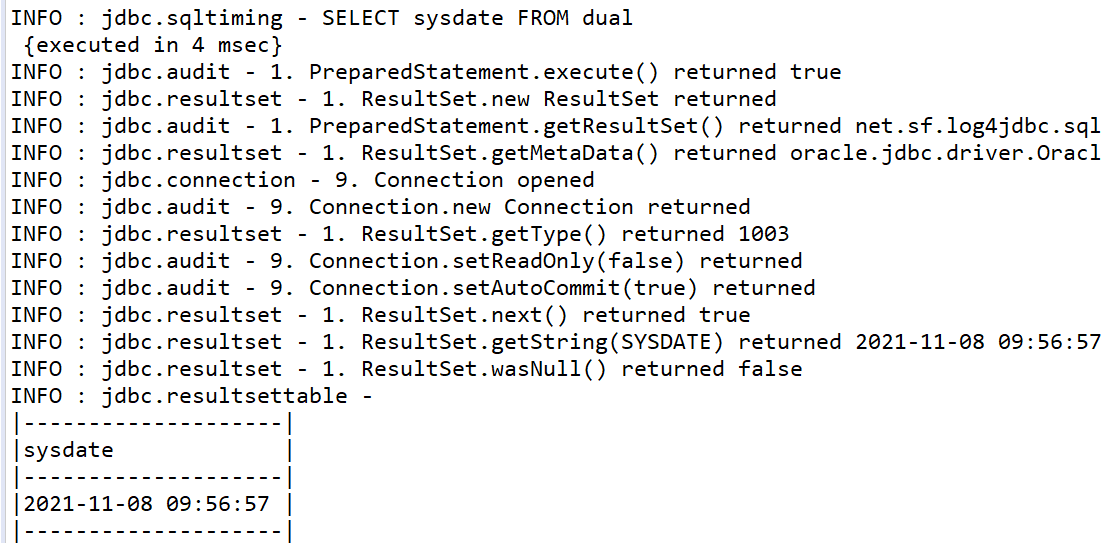 INFO : jdbc.sqltiming - SELECT sysdate FROM dual
 {executed in 4 msec}
INFO : jdbc.audit - 1. PreparedStatement.execute() returned true
INFO : jdbc.resultset - 1. ResultSet.new ResultSet returned
INFO : jdbc.audit - 1. PreparedStatement.getResultSet() returned net.sf.log4jdbc.sql
INFO : jdbc.resultset - 1. ResultSet.getMetaData() returned oracle.jdbc.driver.Oracl
INFO : jdbc.connection - 9. Connection opened
INFO : jdbc.audit - 9. Connection.new Connection returned
INFO : jdbc.resultset - 1. ResultSet.getType() returned 1003
INFO : jdbc.audit - 9. Connection.setReadOnly(false) returned
INFO : jdbc.audit - 9. Connection.setAutoCommit(true) returned
INFO : jdbc.resultset - 1. ResultSet.next() returned true
INFO : jdbc.resultset - 1. ResultSet.getString(SYSDATE) returned 2021-11-08 09:56:57
INFO : jdbc.resultset - 1. ResultSet.wasNull() returned false
INFO : jdbc.resultsettable -
|--------------------|
|sysdate             |
|--------------------|
|2021-11-08 09:56:57 |
|--------------------|